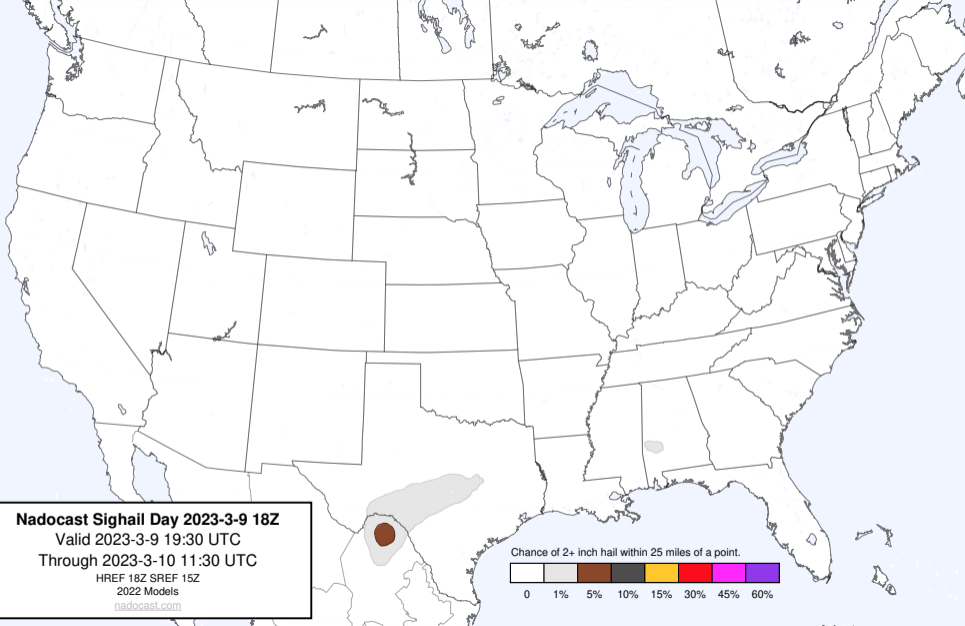 Nadocast Sighail Day 2023-3-9 18Z
Valid 2023-3-9 19:30 UTC
Through 2023-3-10 11:30 UTC
HREF 18Z SREF 15Z
2022 Models
nadocast.com
Chance of 2+ inch hail within 25 miles of a point.
0 1% 5% 10% 15% 30% 45% 60%